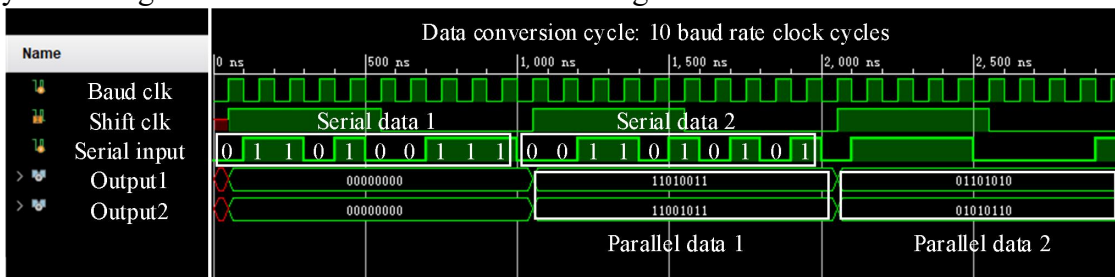 Data conversion cycle: 10 baud rate clock cycles
Name
0 ns 500 ns 1,000 ns 1,500 ns 2,000 ns 2,500 ns
Baud clk
Shift clk Serial data 1 Serial data 2
Serial input 0 1 1 0 1 0 0 1 1 1 0 0 1 1 0 1 0 1 0 1
Output1 00000000 11010011 01101010
Output2 00000000 11001011 01010110
Parallel data 1 Parallel data 2